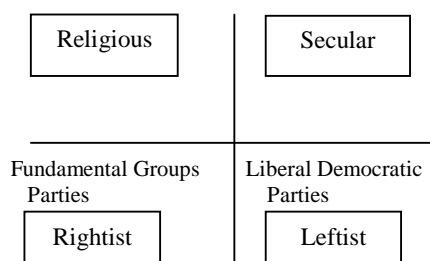 Religious
Secular
Fundamental Groups
Parties
Liberal Democratic
Parties
Rightist
Leftist